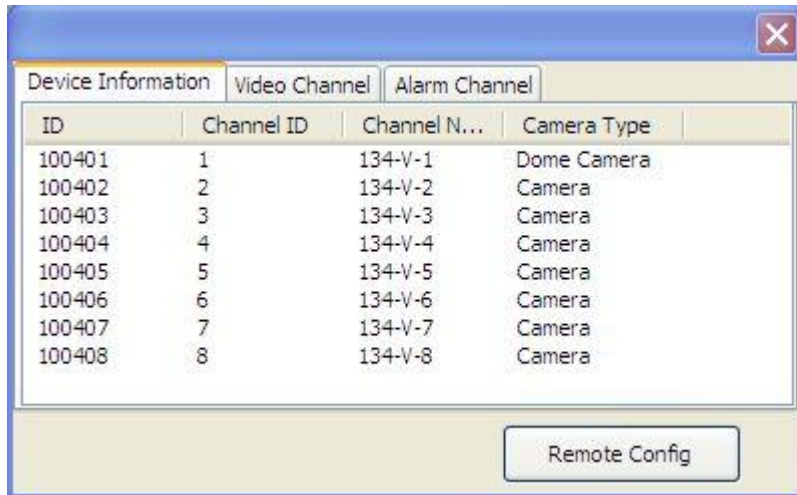 Device Information Video Channel Alarm Channel
ID Channel ID Channel N... Camera Type
100401 1 134-V-1 Dome Camera
100402 2 134-V-2 Camera
100403 3 134-V-3 Camera
100404 4 134-V-4 Camera
100405 5 134-V-5 Camera
100406 6 134-V-6 Camera
100407 7 134-V-7 Camera
100408 8 134-V-8 Camera
Remote Config